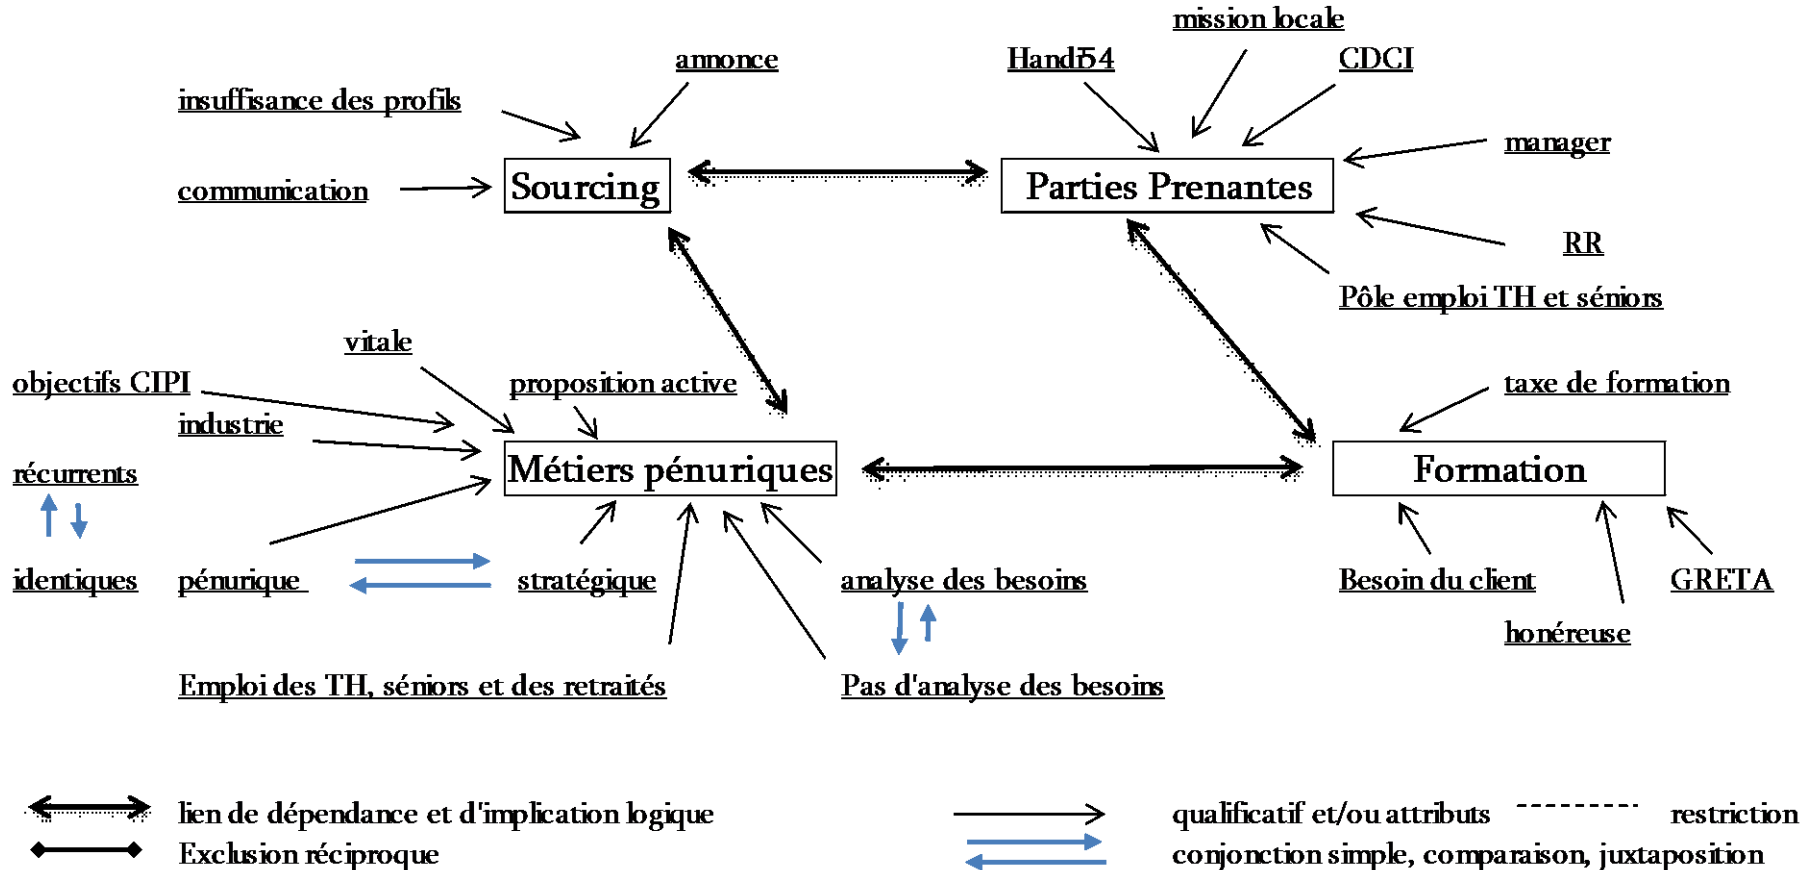 mission locale
annonce
Handi54
CDCI
insuffisance des profils
manager
communication
Sourcing
Parties Prenantes
RR
Pôle emploi TH et séniors
vitale
objectifs CIPI
proposition active
taxe de formation
industrie
récurrents
Métiers pénuriques
Formation
identiques
pénurique
stratégique
analyse des besoins
Besoin du client
GRETA
honéreuse
Emploi des TH, séniors et des retraités
Pas d'analyse des besoins
lien de dépendance et d'implication logique
qualificatif et/ou attributs
restriction
Exclusion réciproque
conjonction simple, comparaison, juxtaposition